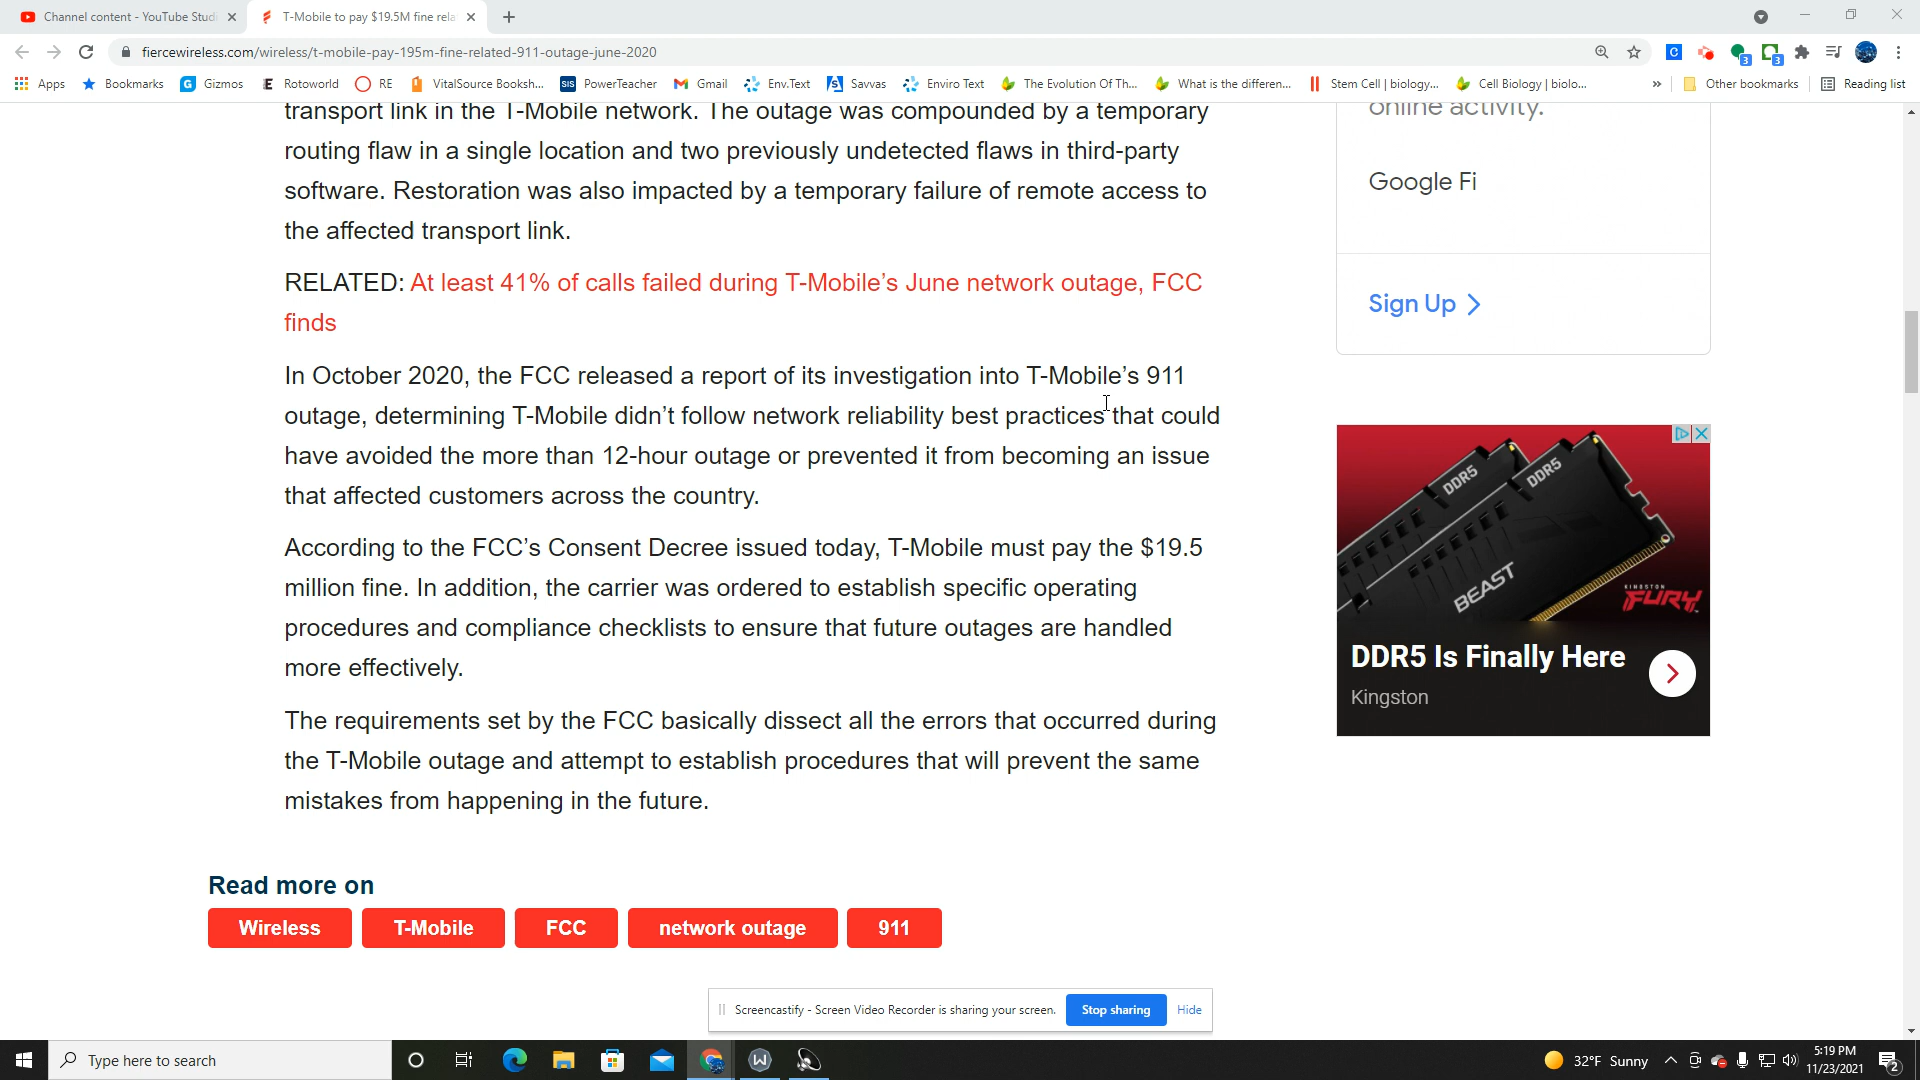 Channel content - YouTube Studi
T-Mobile to pay $19.5M fine rela
fiercewireless.com/wireless/t-mobile-pay-195m-fine-related-911-outage-june-2020
3
3
Apps
Bookmarks
G
Gizmos
E
Rotoworld
RE
VitalSource Booksh...
SIS
PowerTeacher
Gmail
Env.Text
S
Savvas
Enviro Text
The Evolution Of Th...
What is the differen...
Stem Cell | biology...
Cell Biology | biolo...
»
Other bookmarks
Reading list
transport link in the T-Mobile network. The outage was compounded by a temporary
routing flaw in a single location and two previously undetected flaws in third-party
software. Restoration was also impacted by a temporary failure of remote access to
the affected transport link.
RELATED: At least 41% of calls failed during T-Mobile’s June network outage, FCC
finds
In October 2020, the FCC released a report of its investigation into T-Mobile’s 911
outage, determining T-Mobile didn’t follow network reliability best practices that could
have avoided the more than 12-hour outage or prevented it from becoming an issue
that affected customers across the country.
According to the FCC’s Consent Decree issued today, T-Mobile must pay the $19.5
million fine. In addition, the carrier was ordered to establish specific operating
procedures and compliance checklists to ensure that future outages are handled
more effectively.
The requirements set by the FCC basically dissect all the errors that occurred during
the T-Mobile outage and attempt to establish procedures that will prevent the same
mistakes from happening in the future.
Read more on
Wireless
T-Mobile
FCC
network outage
911
online activity.
Google Fi
Sign Up
DDR5
DDR5
BEAST
KINGSTON
FURY
DDR5 Is Finally Here
Kingston
Screencastify - Screen Video Recorder is sharing your screen.
Stop sharing
Hide
Type here to search
W
32°F Sunny
5:19 PM
11/23/2021
2